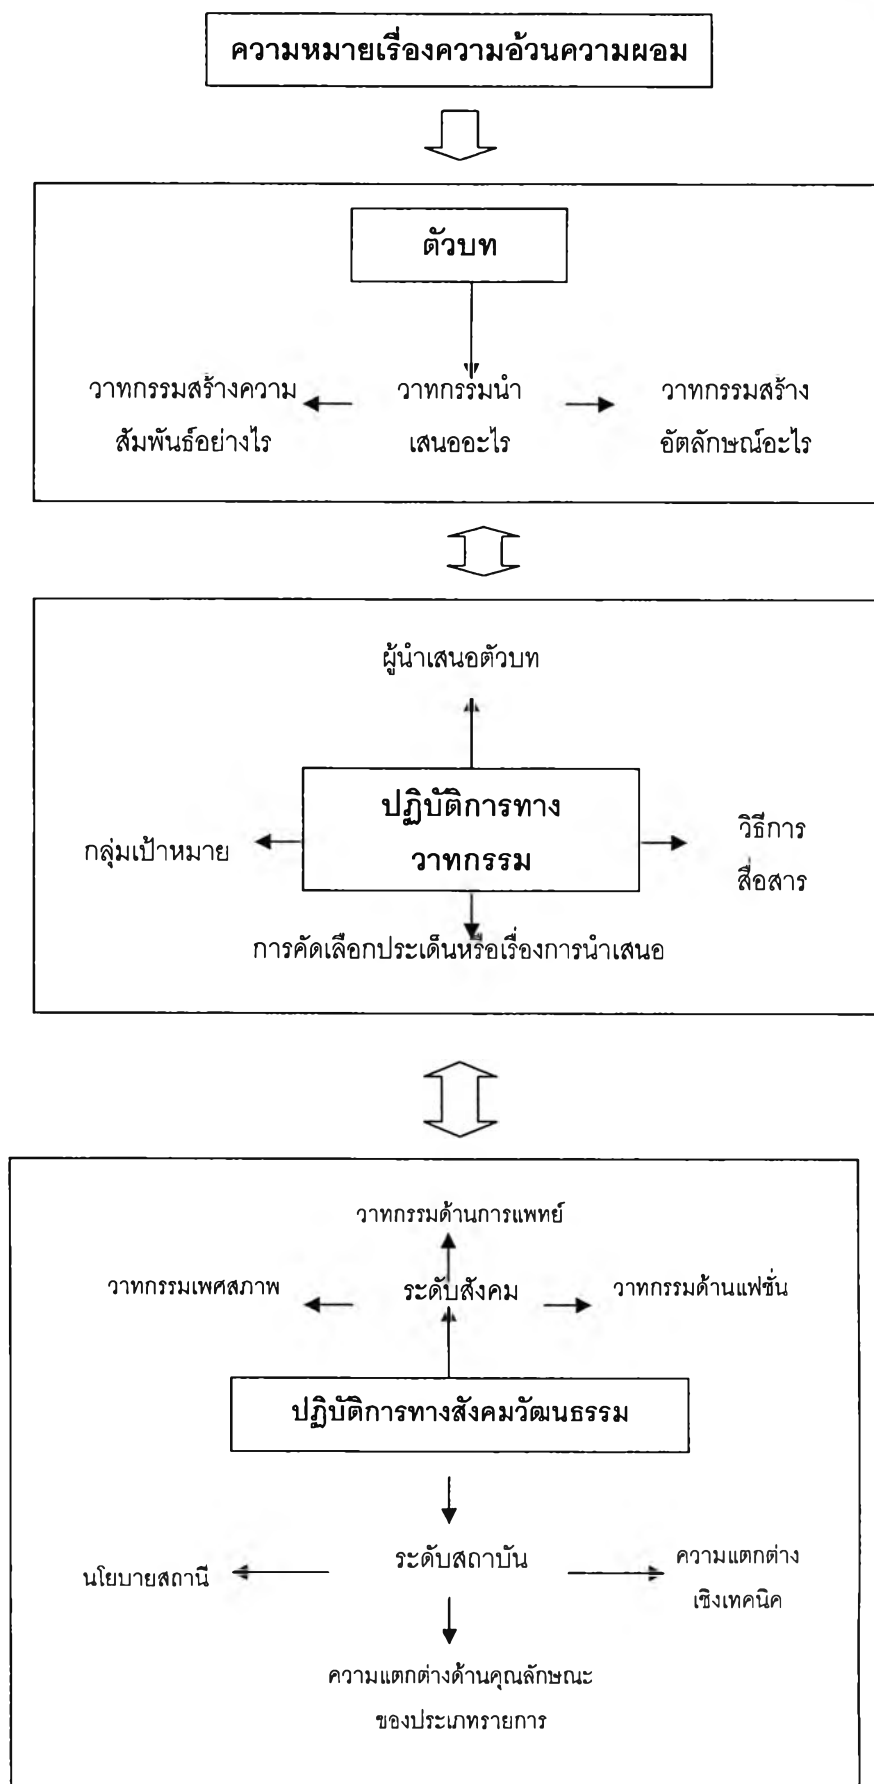 ความหมายเรื่องความอ้วนความผอม
ตัวบท
วาทกรรมสร้างความ
สัมพันธ์อย่างไร
วาทกรรมนำ
เสนออะไร
วาทกรรมสร้าง
อัตลักษณ์อะไร
ผู้นำเสนอตัวบท
ปฏิบัติการทาง
วาทกรรม
กลุ่มเป้าหมาย
วิธีการ
สื่อสาร
การคัดเลือกประเด็นหรือเรื่องการนำเสนอ
วาทกรรมด้านการแพทย์
วาทกรรมเพศสภาพ
ระดับสังคม
วาทกรรมด้านแฟชั่น
ปฏิบัติการทางสังคมวัฒนธรรม
นโยบายสถานี
ระดับสถาบัน
ความแตกต่าง
เชิงเทคนิค
ความแตกต่างด้านคุณลักษณะ
ของประเภทรายการ